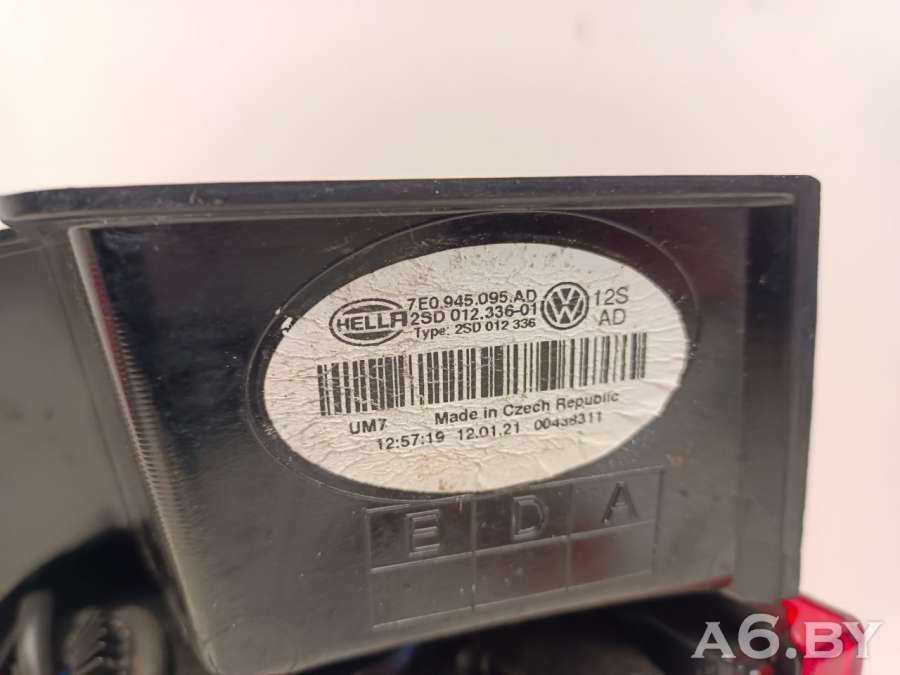 7E0.945.095.AD
HELLA 2SD 012.336-01 12S
Type: 2SD 012 336 AD
UM7 Made in Czech Republic
12:57:19 12.01.21 00438311
E D A
A6.BY